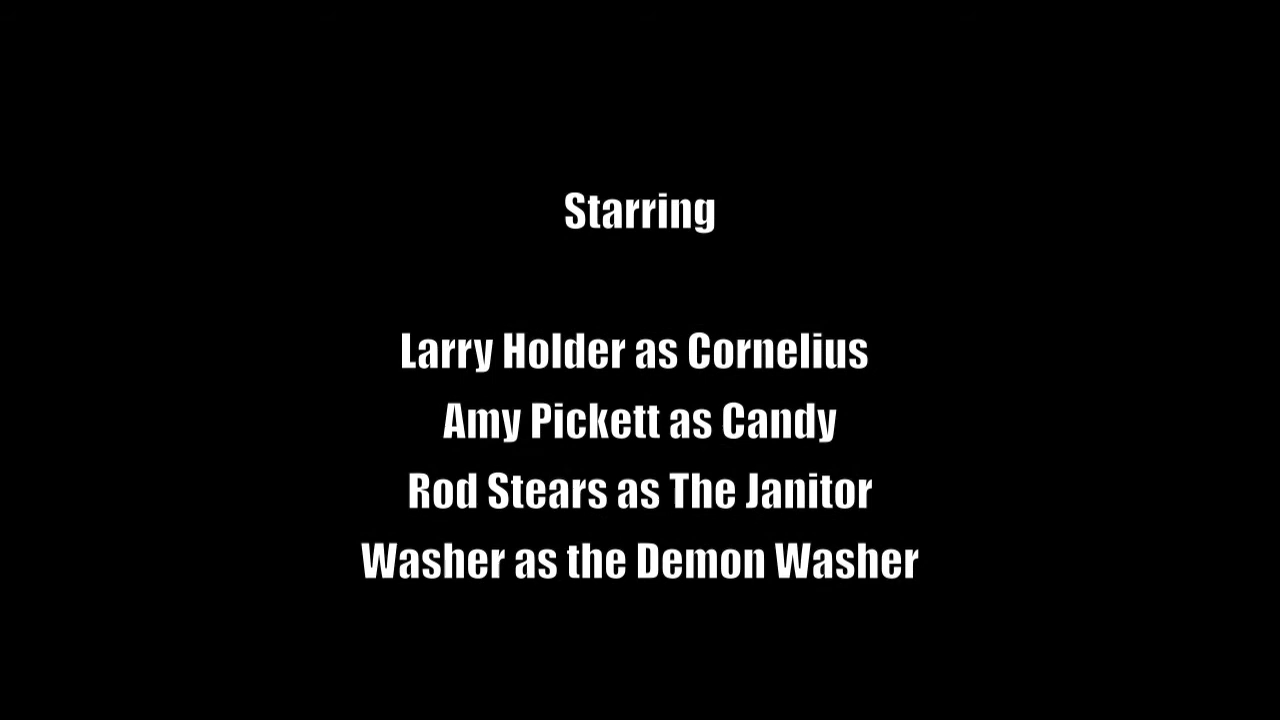 Starring
Larry Holder as Cornelius
Amy Pickett as Candy
Rod Stears as The Janitor
Washer as the Demon Washer